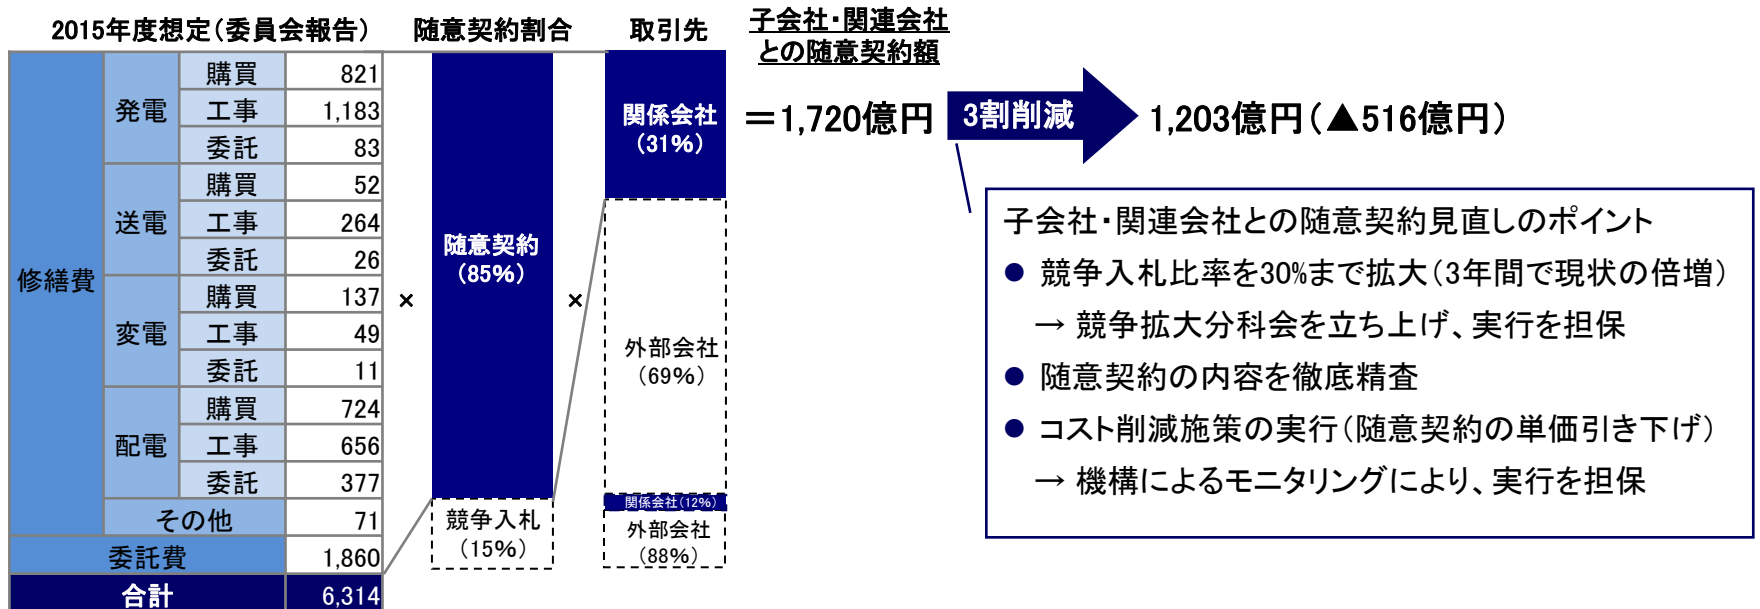 2015年度想定(委員会報告)
随意契約割合
取引先
子会社・関連会社
との随意契約額
修繕費
発電
購買 821
工事 1,183
委託 83
送電
購買 52
工事 264
委託 26
変電
購買 137
工事 49
委託 11
配電
購買 724
工事 656
委託 377
その他 71
委託費 1,860
合計 6,314
×
随意契約
(85%)
競争入札
(15%)
×
関係会社
(31%)
外部会社
(69%)
関係会社(12%)
外部会社
(88%)
=1,720億円
3割削減
1,203億円(▲516億円)
子会社・関連会社との随意契約見直しのポイント
● 競争入札比率を30%まで拡大(3年間で現状の倍増)
→ 競争拡大分科会を立ち上げ、実行を担保
● 随意契約の内容を徹底精査
● コスト削減施策の実行(随意契約の単価引き下げ)
→ 機構によるモニタリングにより、実行を担保